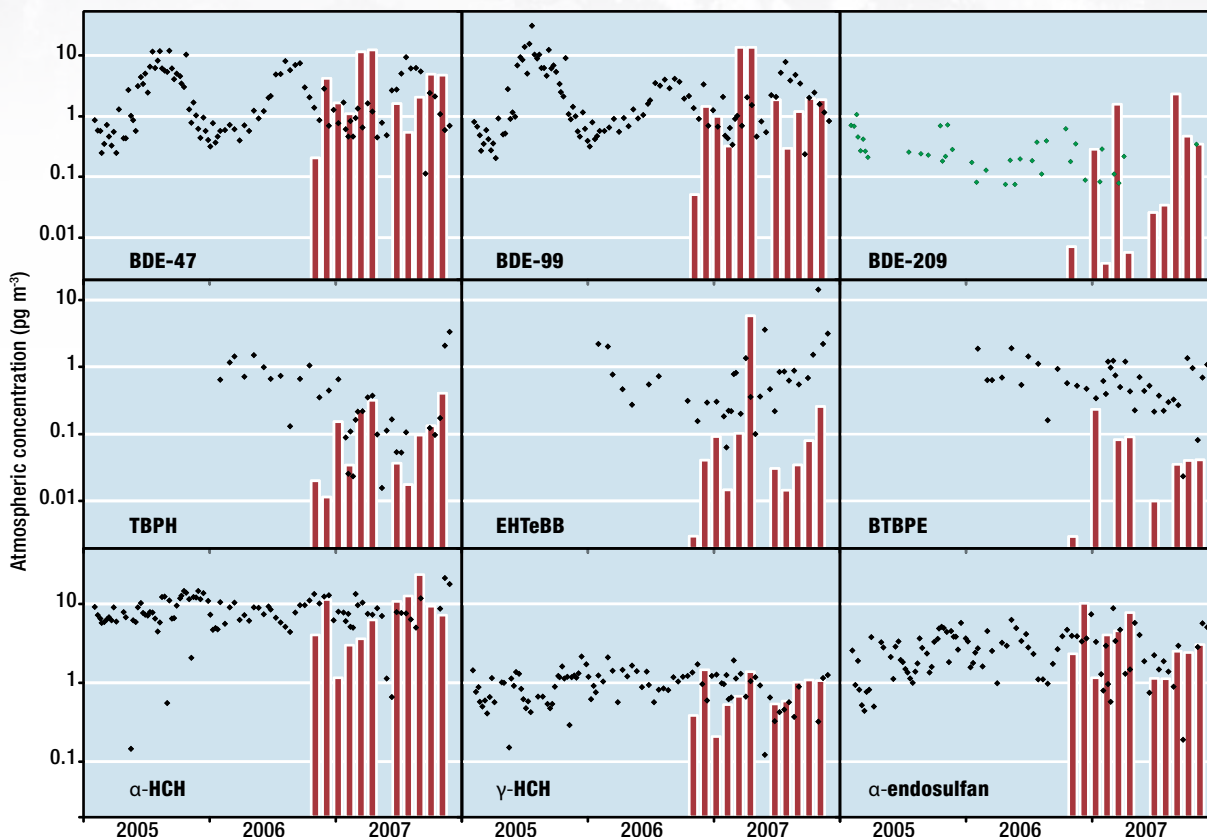 Atmospheric concentration (pg m⁻³)
10
1
0.1
0.01
BDE-47
BDE-99
BDE-209
10
1
0.1
0.01
TBPH
EHTeBB
BTBPE
10
1
0.1
α-HCH
γ-HCH
α-endosulfan
2005 2006 2007 2005 2006 2007 2005 2006 2007